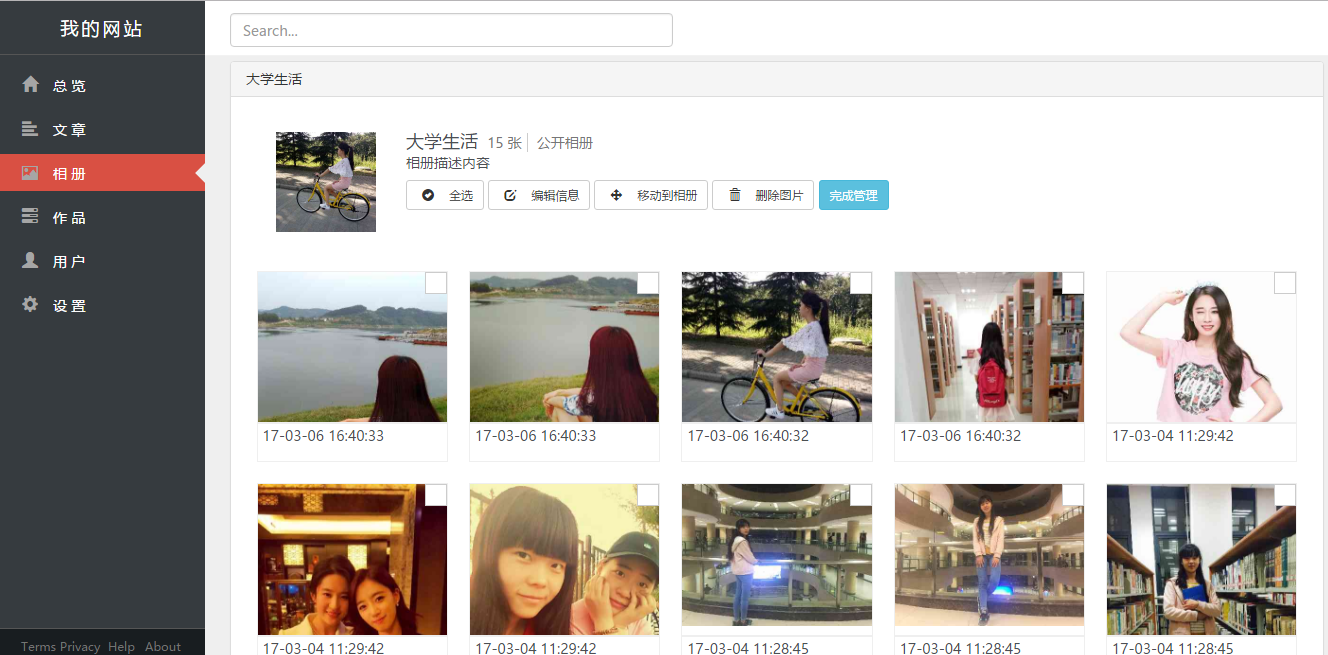 我的网站
Search...
总览
文章
相册
作品
用户
设置
大学生活
大学生活 15 张 公开相册
相册描述内容
全选 编辑信息 移动到相册 删除图片 完成管理
17-03-06 16:40:33 17-03-06 16:40:33 17-03-06 16:40:32 17-03-06 16:40:32 17-03-04 11:29:42
17-03-04 11:29:42 17-03-04 11:29:42 17-03-04 11:28:45 17-03-04 11:28:45 17-03-04 11:28:45
Terms Privacy Help About